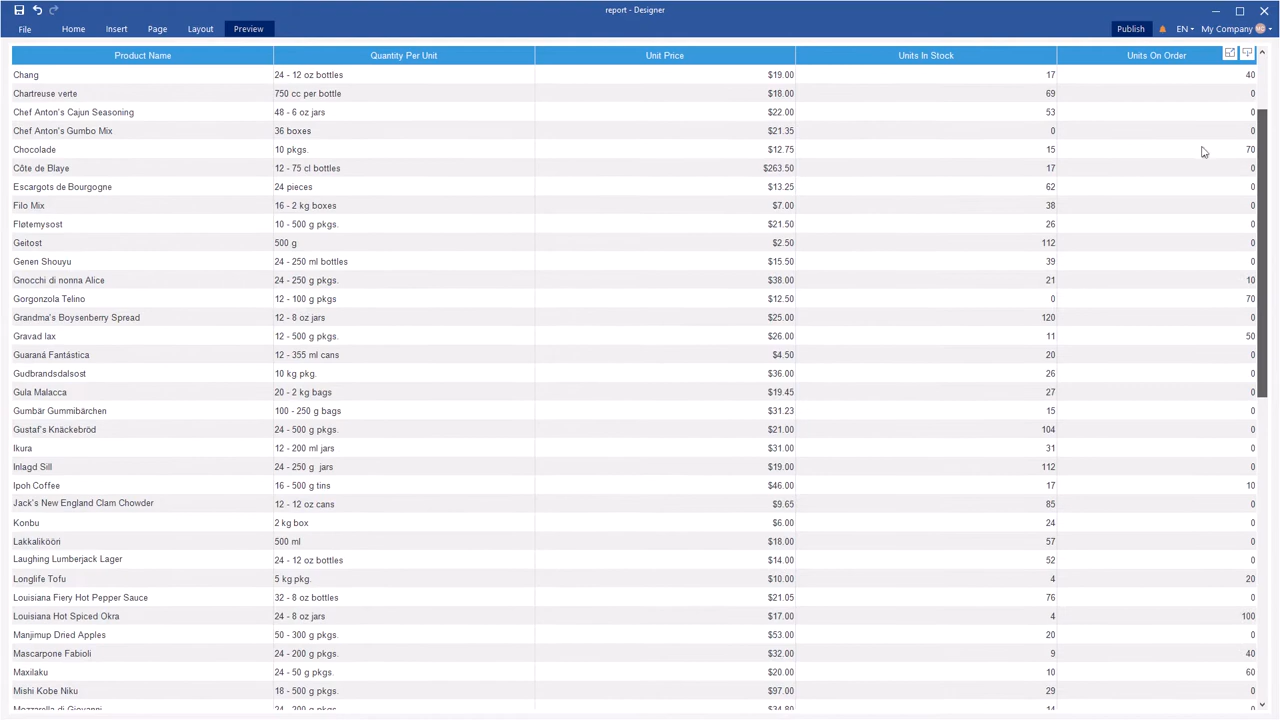 report - Designer
File Home Insert Page Layout Preview Publish EN My Company
Product Name Quantity Per Unit Unit Price Units In Stock Units On Order
Chang 24 - 12 oz bottles $19.00 17 40
Chartreuse verte 750 cc per bottle $18.00 69 0
Chef Anton's Cajun Seasoning 48 - 6 oz jars $22.00 53 0
Chef Anton's Gumbo Mix 36 boxes $21.35 0 0
Chocolade 10 pkgs. $12.75 15 70
Côte de Blaye 12 - 75 cl bottles $263.50 17 0
Escargots de Bourgogne 24 pieces $13.25 62 0
Filo Mix 16 - 2 kg boxes $7.00 38 0
Fløtemysost 10 - 500 g pkgs. $21.50 26 0
Geitost 500 g $2.50 112 0
Genen Shouyu 24 - 250 ml bottles $15.50 39 0
Gnocchi di nonna Alice 24 - 250 g pkgs. $38.00 21 10
Gorgonzola Telino 12 - 100 g pkgs $12.50 0 70
Grandma's Boysenberry Spread 12 - 8 oz jars $25.00 120 0
Gravad lax 12 - 500 g pkgs. $26.00 11 50
Guaraná Fantástica 12 - 355 ml cans $4.50 20 0
Gudbrandsdalsost 10 kg pkg. $36.00 26 0
Gula Malacca 20 - 2 kg bags $19.45 27 0
Gumbär Gummibärchen 100 - 250 g bags $31.23 15 0
Gustaf's Knäckebröd 24 - 500 g pkgs. $21.00 104 0
Ikura 12 - 200 ml jars $31.00 31 0
Inlagd Sill 24 - 250 g  jars $19.00 112 0
Ipoh Coffee 16 - 500 g tins $46.00 17 10
Jack's New England Clam Chowder 12 - 12 oz cans $9.65 85 0
Konbu 2 kg box $6.00 24 0
Lakkalikööri 500 ml $18.00 57 0
Laughing Lumberjack Lager 24 - 12 oz bottles $14.00 52 0
Longlife Tofu 5 kg pkg. $10.00 4 20
Louisiana Fiery Hot Pepper Sauce 32 - 8 oz bottles $21.05 76 0
Louisiana Hot Spiced Okra 24 - 8 oz jars $17.00 4 100
Manjimup Dried Apples 50 - 300 g pkgs. $53.00 20 0
Mascarpone Fabioli 24 - 200 g pkgs. $32.00 9 40
Maxilaku 24 - 50 g pkgs. $20.00 10 60
Mishi Kobe Niku 18 - 500 g pkgs. $97.00 29 0
Mozzarella di Giovanni 24 - 200 g pkgs. $34.80 14 0